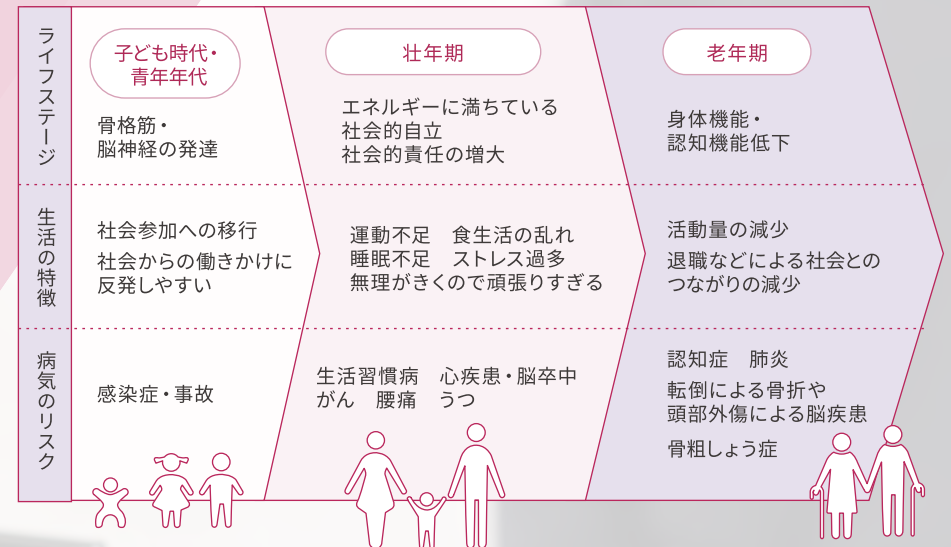 ライフステージ
子ども時代・
青年年代
骨格筋・
脳神経の発達
壮年期
エネルギーに満ちている
社会的自立
社会的責任の増大
老年期
身体機能・
認知機能低下
生活の特徴
社会参加への移行
社会からの働きかけに
反発しやすい
運動不足　食生活の乱れ
睡眠不足　ストレス過多
無理がきくので頑張りすぎる
活動量の減少
退職などによる社会との
つながりの減少
病気のリスク
感染症・事故
生活習慣病　心疾患・脳卒中
がん　腰痛　うつ
認知症　肺炎
転倒による骨折や
頭部外傷による脳疾患
骨粗しょう症